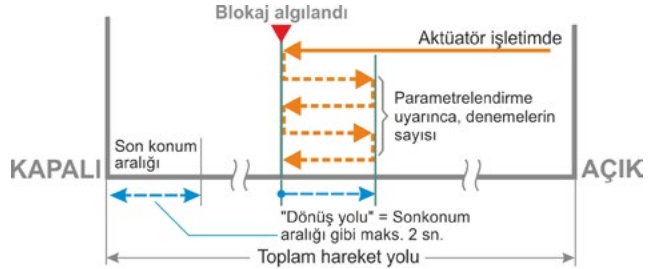 Blokaj algılandı
Aktüatör işletimde
Parametrelendirme
uyarınca, denemelerin
sayısı
Son konum
aralığı
KAPALI
AÇIK
"Dönüş yolu" = Sonkonum
aralığı gibi maks. 2 sn.
Toplam hareket yolu